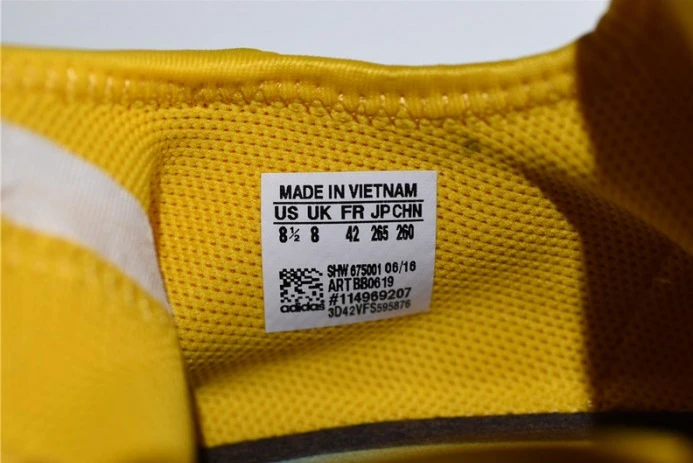 MADE IN VIETNAM
US UK FR JP CHN
8½ 8 42 265 260
SHW 675001 06/16
ART BB0619
#114969207
adidas 3D42VFS595876